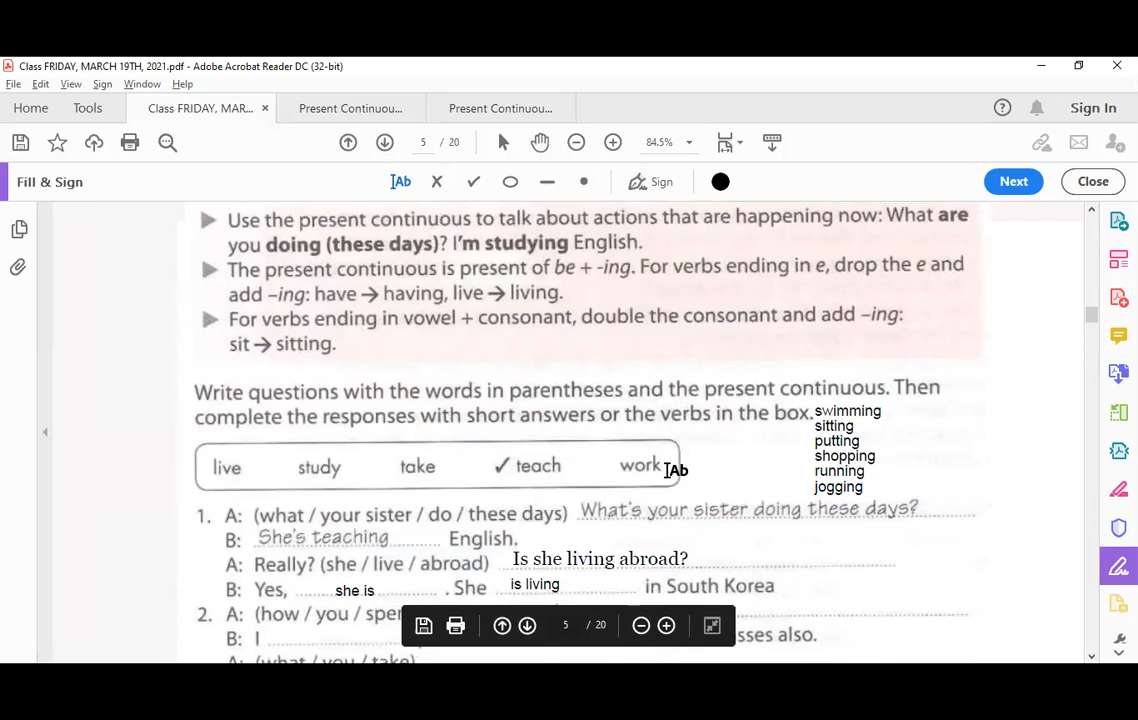 Class FRIDAY, MARCH 19TH, 2021.pdf - Adobe Acrobat Reader DC (32-bit)
File Edit View Sign Window Help
Home Tools Class FRIDAY, MAR... × Present Continuou... Present Continuou... Sign In
5 / 20 84.5%
Fill & Sign Ab Sign Next Close
Use the present continuous to talk about actions that are happening now: What are
you doing (these days)? I'm studying English.
The present continuous is present of be + -ing. For verbs ending in e, drop the e and
add –ing: have → having, live → living.
For verbs ending in vowel + consonant, double the consonant and add –ing:
sit → sitting.
Write questions with the words in parentheses and the present continuous. Then
complete the responses with short answers or the verbs in the box.
swimming
sitting
putting
shopping
running
jogging
live study take ✓ teach work Ab
1. A: (what / your sister / do / these days) What's your sister doing these days?
B: She's teaching English.
A: Really? (she / live / abroad) Is she living abroad?
B: Yes, she is . She is living in South Korea
2. A: (how / you / spe
B: I sses also.
A: (what / you / take)
5 / 20